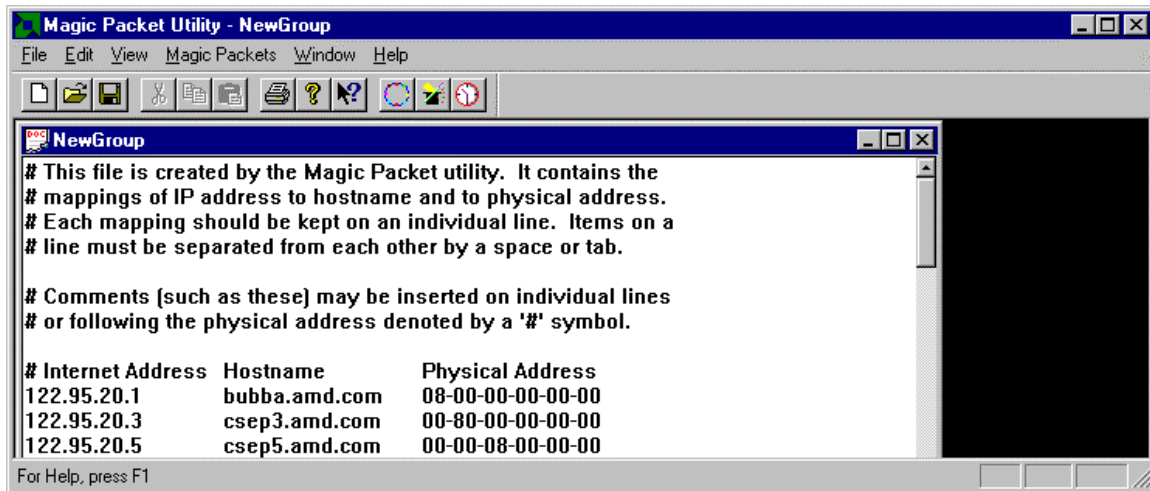 Magic Packet Utility - NewGroup
File Edit View Magic Packets Window Help
NewGroup
# This file is created by the Magic Packet utility. It contains the
# mappings of IP address to hostname and to physical address.
# Each mapping should be kept on an individual line. Items on a
# line must be separated from each other by a space or tab.
# Comments (such as these) may be inserted on individual lines
# or following the physical address denoted by a '#' symbol.
# Internet Address Hostname Physical Address
122.95.20.1 bubba.amd.com 08-00-00-00-00-00
122.95.20.3 csep3.amd.com 00-80-00-00-00-00
122.95.20.5 csep5.amd.com 00-00-08-00-00-00
For Help, press F1